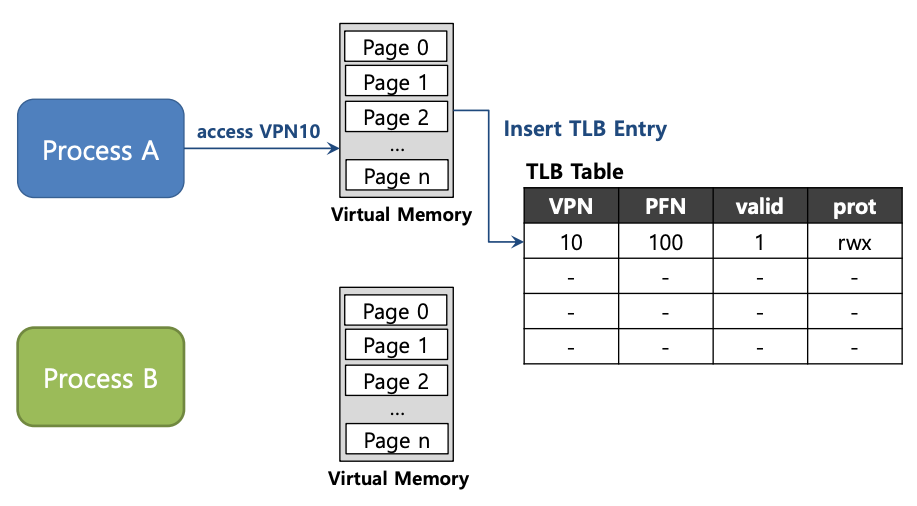 Process A
access VPN10
Page 0
Page 1
Page 2
...
Page n
Virtual Memory
Insert TLB Entry
TLB Table
VPN PFN valid prot
10 100 1 rwx
- - - -
- - - -
- - - -
Process B
Page 0
Page 1
Page 2
...
Page n
Virtual Memory